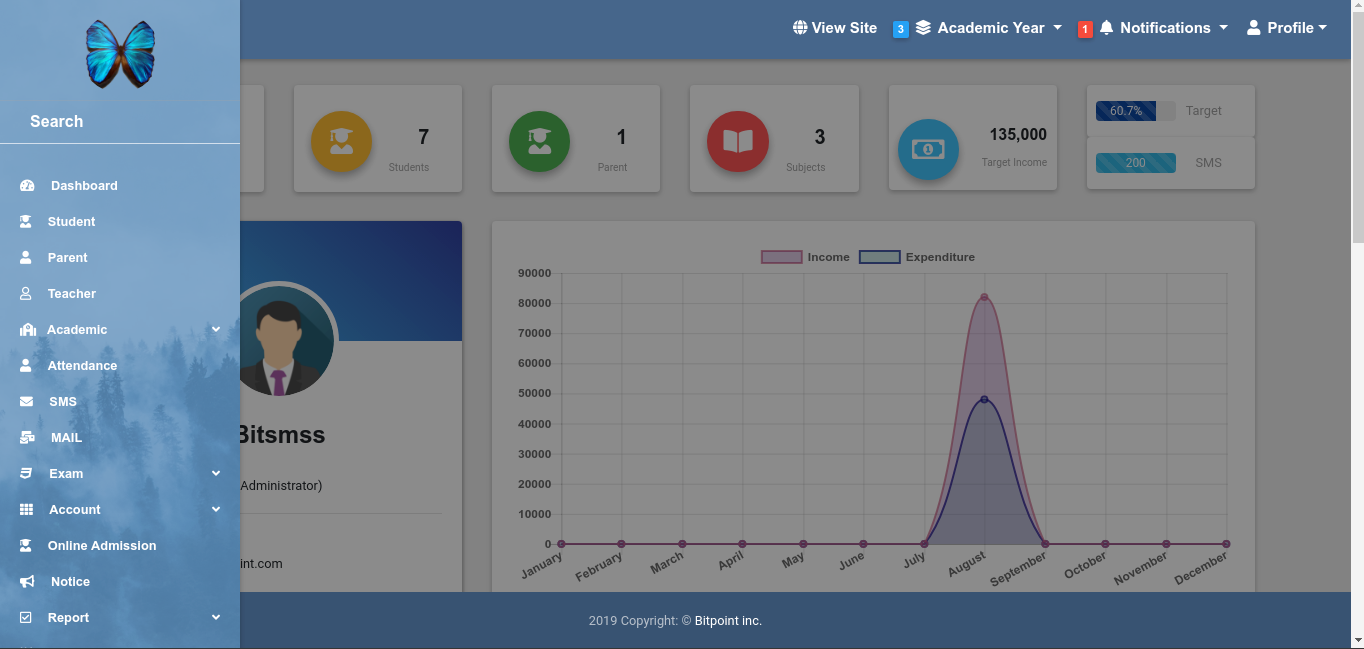 View Site
3 Academic Year
1 Notifications
Profile
Search
Dashboard
Student
Parent
Teacher
Academic
Attendance
SMS
MAIL
Exam
Account
Online Admission
Notice
Report
7
Students
1
Parent
3
Subjects
135,000
Target Income
60.7% Target
200 SMS
Bitsmss
Administrator)
int.com
Income Expenditure
90000
80000
70000
60000
50000
40000
30000
20000
10000
0
January February March April May June July August September October November December
2019 Copyright: © Bitpoint inc.